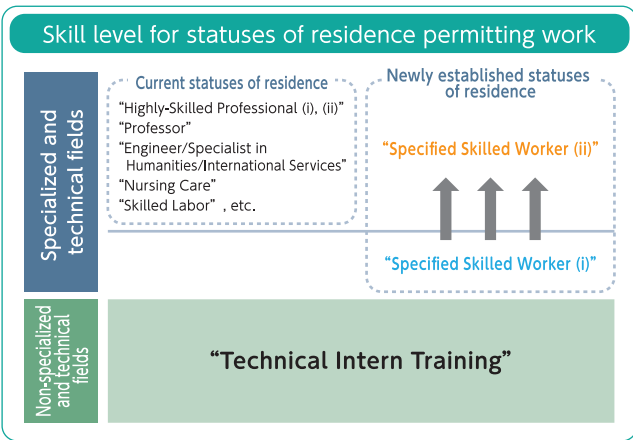 Skill level for statuses of residence permitting work
Specialized and
technical fields
Current statuses of residence
“Highly-Skilled Professional (i), (ii)”
“Professor”
“Engineer/Specialist in
Humanities/International Services”
“Nursing Care”
“Skilled Labor” , etc.
Newly established statuses
of residence
“Specified Skilled Worker (ii)”
“Specified Skilled Worker (i)”
Non-specialized
and technical
fields
“Technical Intern Training”